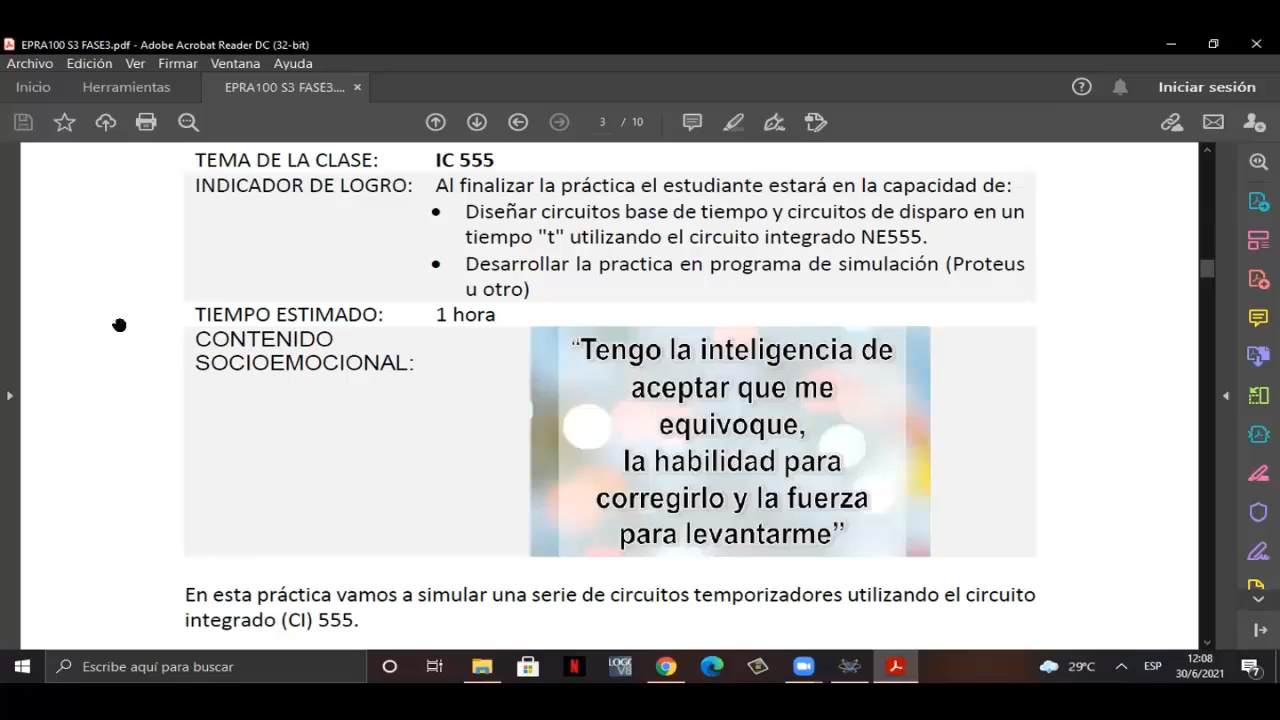 EPRA100 S3 FASE3.pdf - Adobe Acrobat Reader DC (32-bit)
Archivo Edición Ver Firmar Ventana Ayuda
Inicio Herramientas EPRA100 S3 FASE3.... × Iniciar sesión
3 / 10
TEMA DE LA CLASE: IC 555
INDICADOR DE LOGRO: Al finalizar la práctica el estudiante estará en la capacidad de:
• Diseñar circuitos base de tiempo y circuitos de disparo en un
tiempo "t" utilizando el circuito integrado NE555.
• Desarrollar la practica en programa de simulación (Proteus
u otro)
TIEMPO ESTIMADO: 1 hora
CONTENIDO
SOCIOEMOCIONAL:
“Tengo la inteligencia de
aceptar que me
equivoque,
la habilidad para
corregirlo y la fuerza
para levantarme”
En esta práctica vamos a simular una serie de circuitos temporizadores utilizando el circuito
integrado (CI) 555.
Escribe aquí para buscar
29°C ESP 12:08
30/6/2021
7